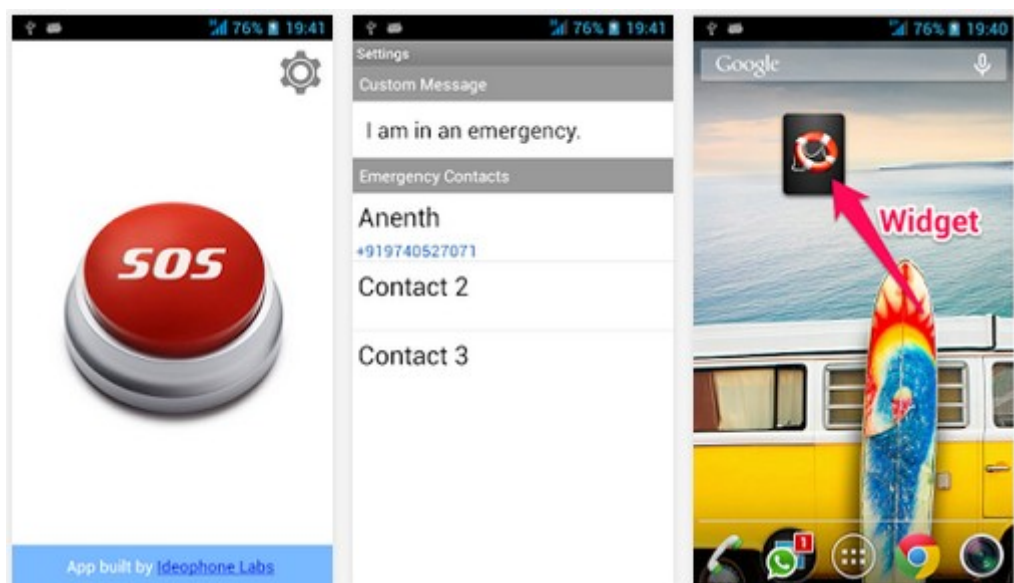 76% 19:41
SOS
App built by Ideophone Labs
76% 19:41
Settings
Custom Message
I am in an emergency.
Emergency Contacts
Anenth
+919740527071
Contact 2
Contact 3
76% 19:40
Google
Widget
1